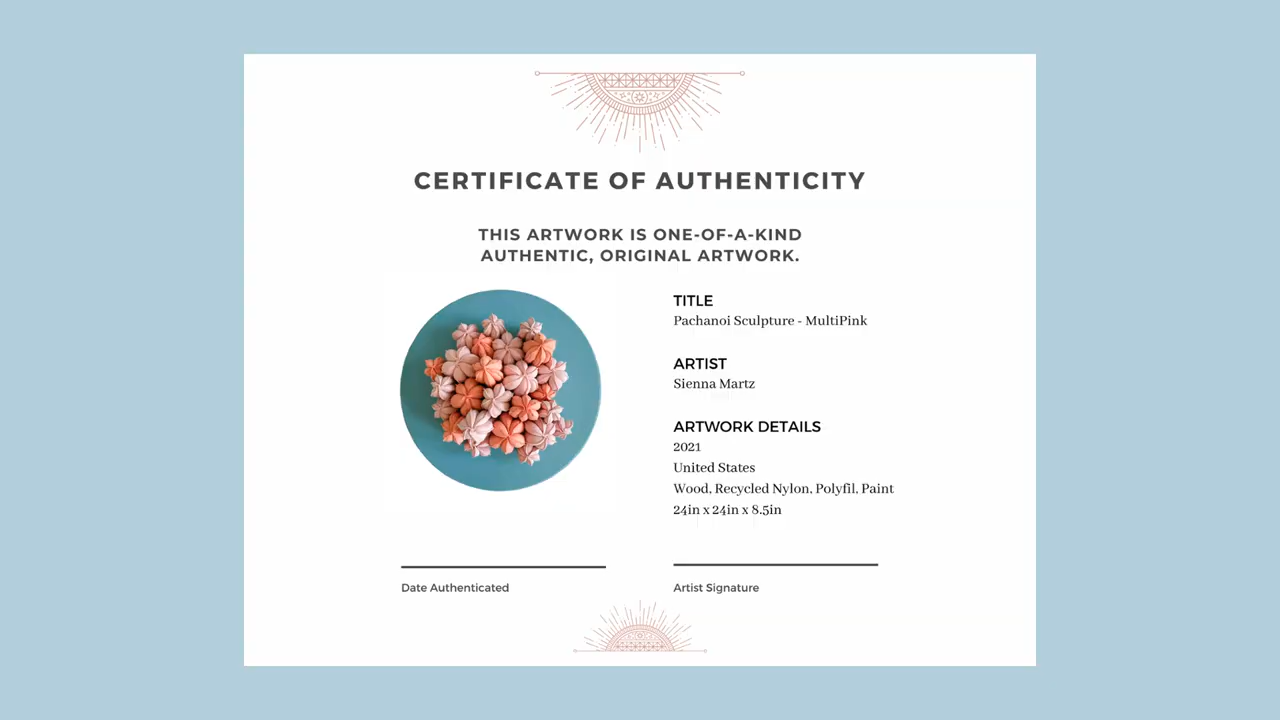 CERTIFICATE OF AUTHENTICITY
THIS ARTWORK IS ONE-OF-A-KIND
AUTHENTIC, ORIGINAL ARTWORK.
TITLE
Pachanoi Sculpture - MultiPink
ARTIST
Sienna Martz
ARTWORK DETAILS
2021
United States
Wood, Recycled Nylon, Polyfil, Paint
24in x 24in x 8.5in
Date Authenticated
Artist Signature